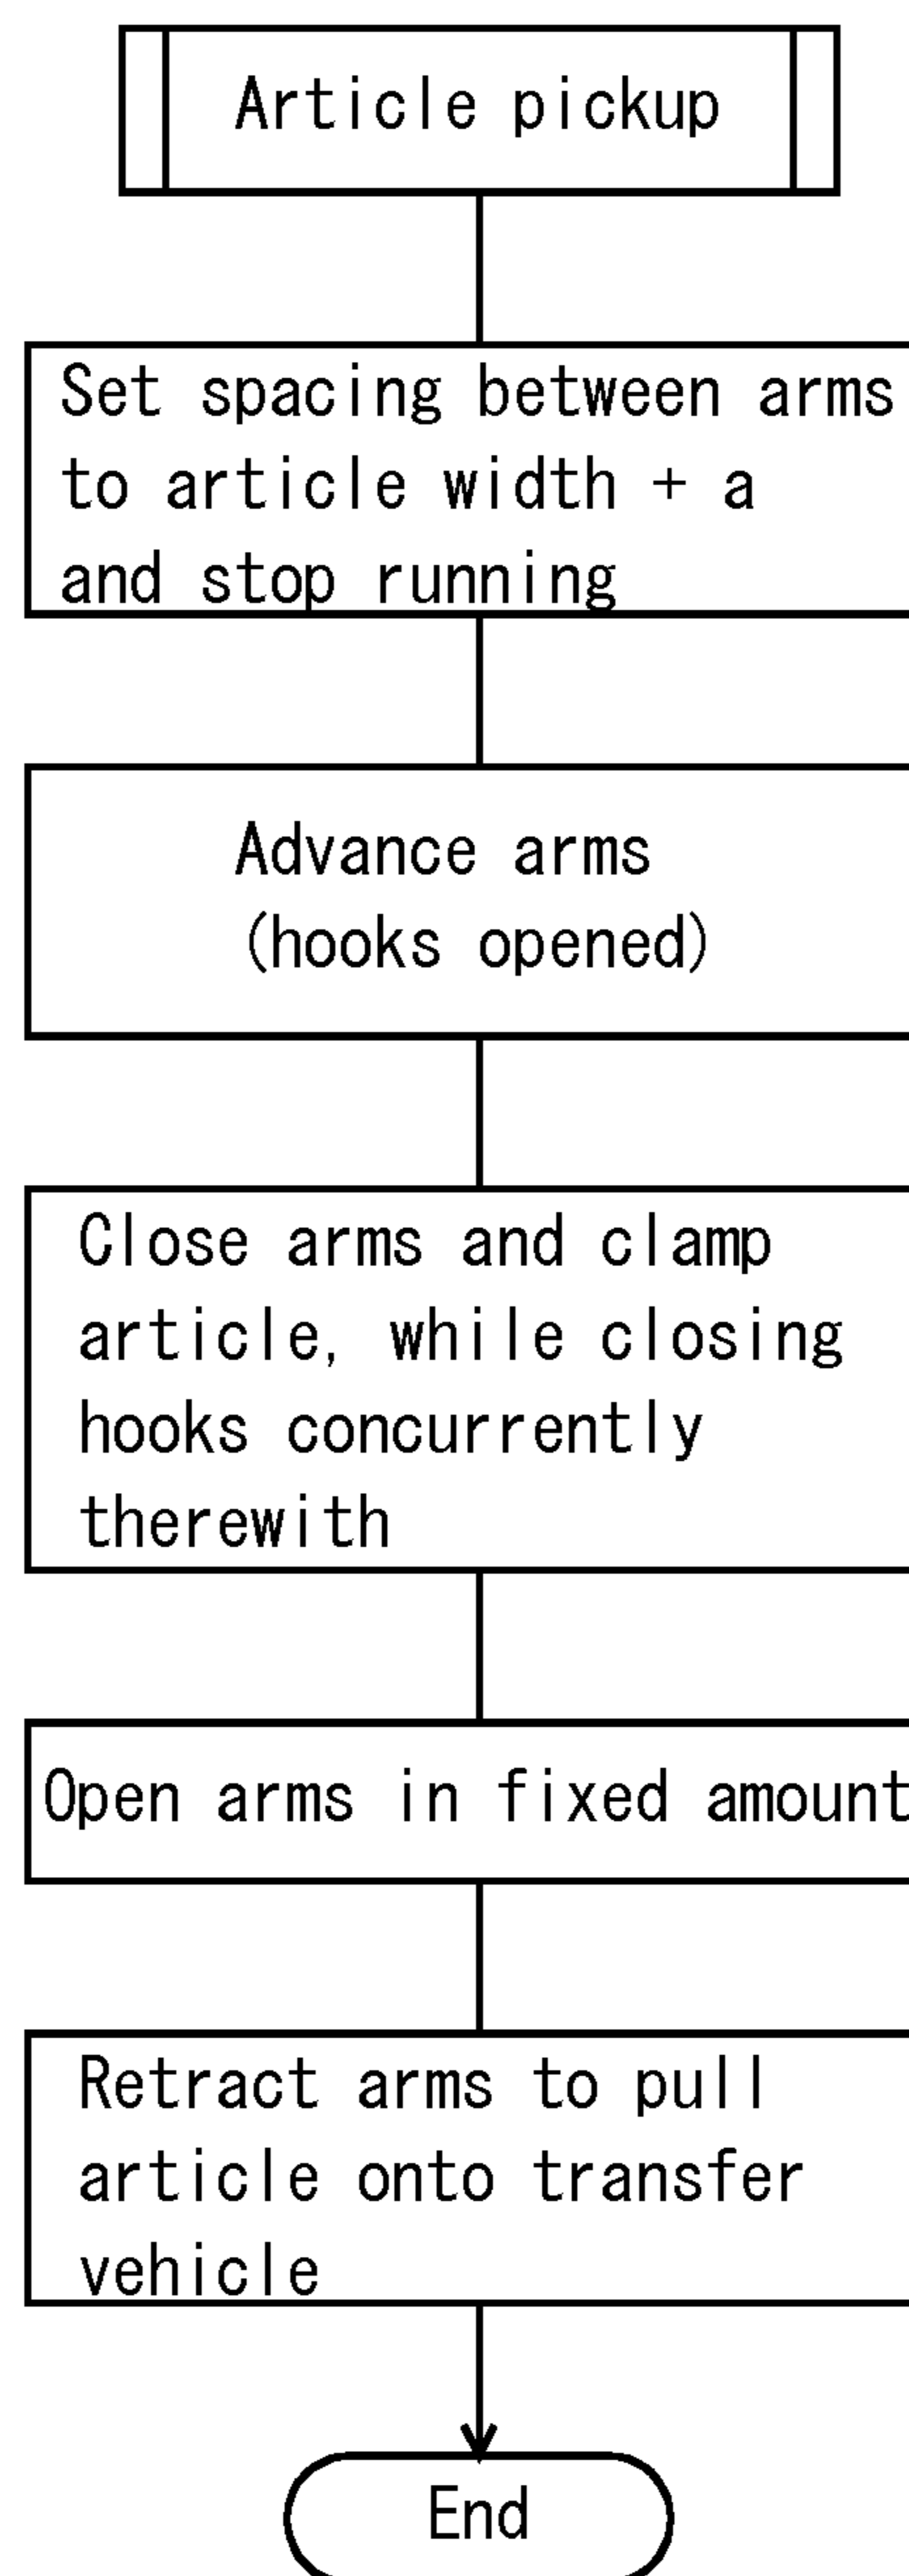 Article pickup
Set spacing between arms
to article width + a
and stop running
Advance arms
(hooks opened)
Close arms and clamp
article, while closing
hooks concurrently
therewith
Open arms in fixed amount
Retract arms to pull
article onto transfer
vehicle
End